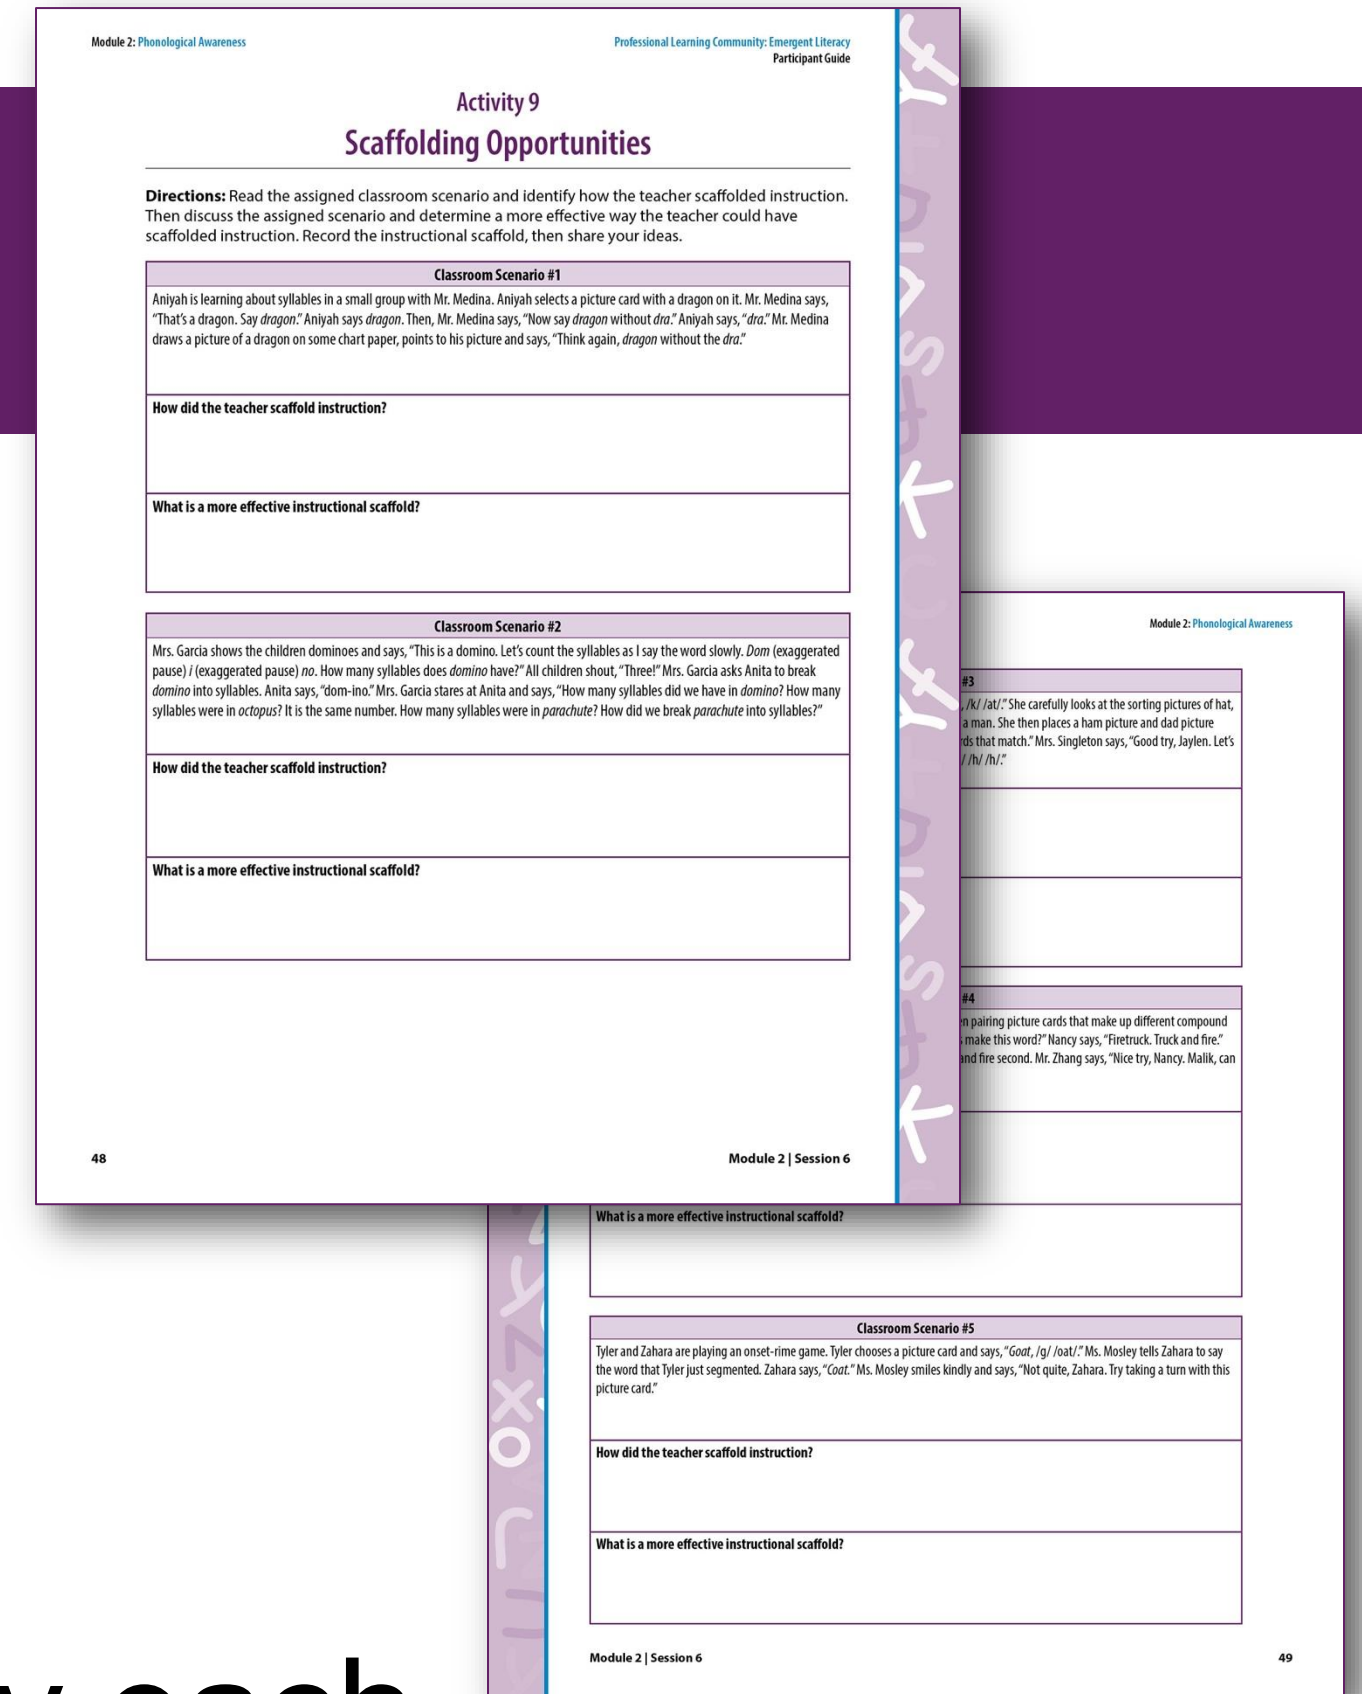 Module 2: Phonological Awareness
Professional Learning Community: Emergent Literacy
Participant Guide
Activity 9
Scaffolding Opportunities
Directions: Read the assigned classroom scenario and identify how the teacher scaffolded instruction.
Then discuss the assigned scenario and determine a more effective way the teacher could have
scaffolded instruction. Record the instructional scaffold, then share your ideas.
Classroom Scenario #1
Aniyah is learning about syllables in a small group with Mr. Medina. Aniyah selects a picture card with a dragon on it. Mr. Medina says,
“That’s a dragon. Say dragon.” Aniyah says dragon. Then, Mr. Medina says, “Now say dragon without dra.” Aniyah says, “dra.” Mr. Medina
draws a picture of a dragon on some chart paper, points to his picture and says, “Think again, dragon without the dra.”
How did the teacher scaffold instruction?
What is a more effective instructional scaffold?
Classroom Scenario #2
Mrs. Garcia shows the children dominoes and says, “This is a domino. Let’s count the syllables as I say the word slowly. Dom (exaggerated
pause) i (exaggerated pause) no. How many syllables does domino have?” All children shout, “Three!” Mrs. Garcia asks Anita to break
domino into syllables. Anita says, “dom-ino.” Mrs. Garcia stares at Anita and says, “How many syllables did we have in domino? How many
syllables were in octopus? It is the same number. How many syllables were in parachute? How did we break parachute into syllables?”
How did the teacher scaffold instruction?
What is a more effective instructional scaffold?
48
Module 2 | Session 6
Module 2: Phonological Awareness
#3
, /k/ /at/.” She carefully looks at the sorting pictures of hat,
a man. She then places a ham picture and dad picture
rds that match.” Mrs. Singleton says, “Good try, Jaylen. Let’s
/ /h/ /h/.”
#4
n pairing picture cards that make up different compound
make this word?” Nancy says, “Firetruck. Truck and fire.”
and fire second. Mr. Zhang says, “Nice try, Nancy. Malik, can
What is a more effective instructional scaffold?
Classroom Scenario #5
Tyler and Zahara are playing an onset-rime game. Tyler chooses a picture card and says, “Goat, /g/ /oat/.” Ms. Mosley tells Zahara to say
the word that Tyler just segmented. Zahara says, “Coat.” Ms. Mosley smiles kindly and says, “Not quite, Zahara. Try taking a turn with this
picture card.”
How did the teacher scaffold instruction?
What is a more effective instructional scaffold?
Module 2 | Session 6
49
each